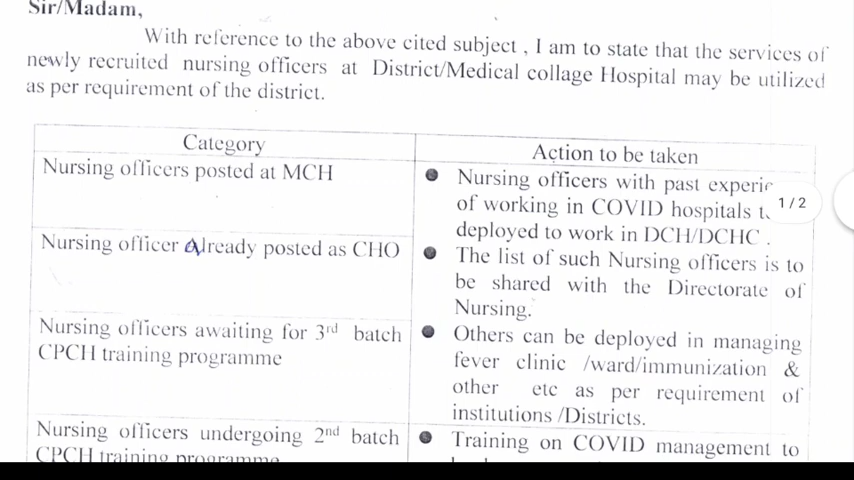 Sir/Madam,
With reference to the above cited subject , I am to state that the services of
newly recruited nursing officers at District/Medical collage Hospital may be utilized
as per requirement of the district.
Category
Action to be taken
Nursing officers posted at MCH
Nursing officer Already posted as CHO
Nursing officers awaiting for 3rd batch
CPCH training programme
Nursing officers undergoing 2nd batch
CPCH training programme
● Nursing officers with past
of working in COVID hospitals
deployed to work in DCH/DCHC .
● The list of such Nursing officers is to
be shared with the Directorate of
Nursing.
● Others can be deployed in managing
fever clinic /ward/immunization &
other etc as per requirement of
institutions /Districts.
● Training on COVID management to
1 / 2